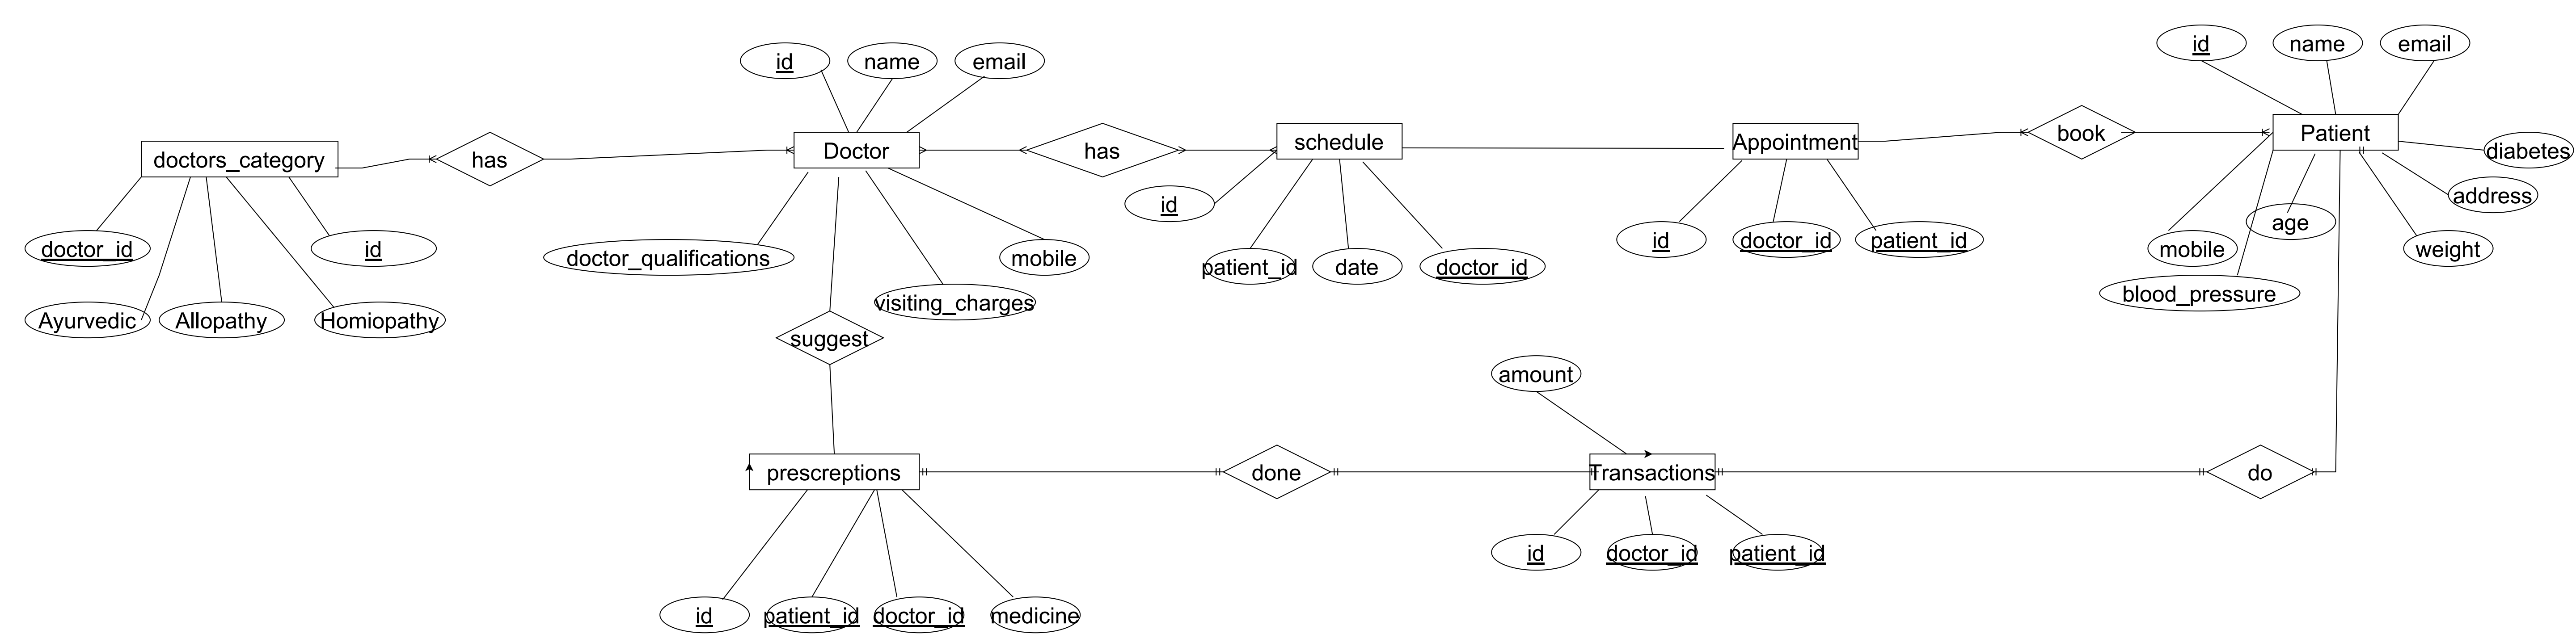 id
name
email
id
name
email
doctors_category
has
Doctor
has
schedule
Appointment
book
Patient
diabetes
address
id
doctor_id
id
doctor_qualifications
mobile
patient_id
date
doctor_id
id
doctor_id
patient_id
mobile
age
weight
blood_pressure
Ayurvedic
Allopathy
Homiopathy
visiting_charges
suggest
amount
prescreptions
done
Transactions
do
id
doctor_id
patient_id
id
patient_id
doctor_id
medicine